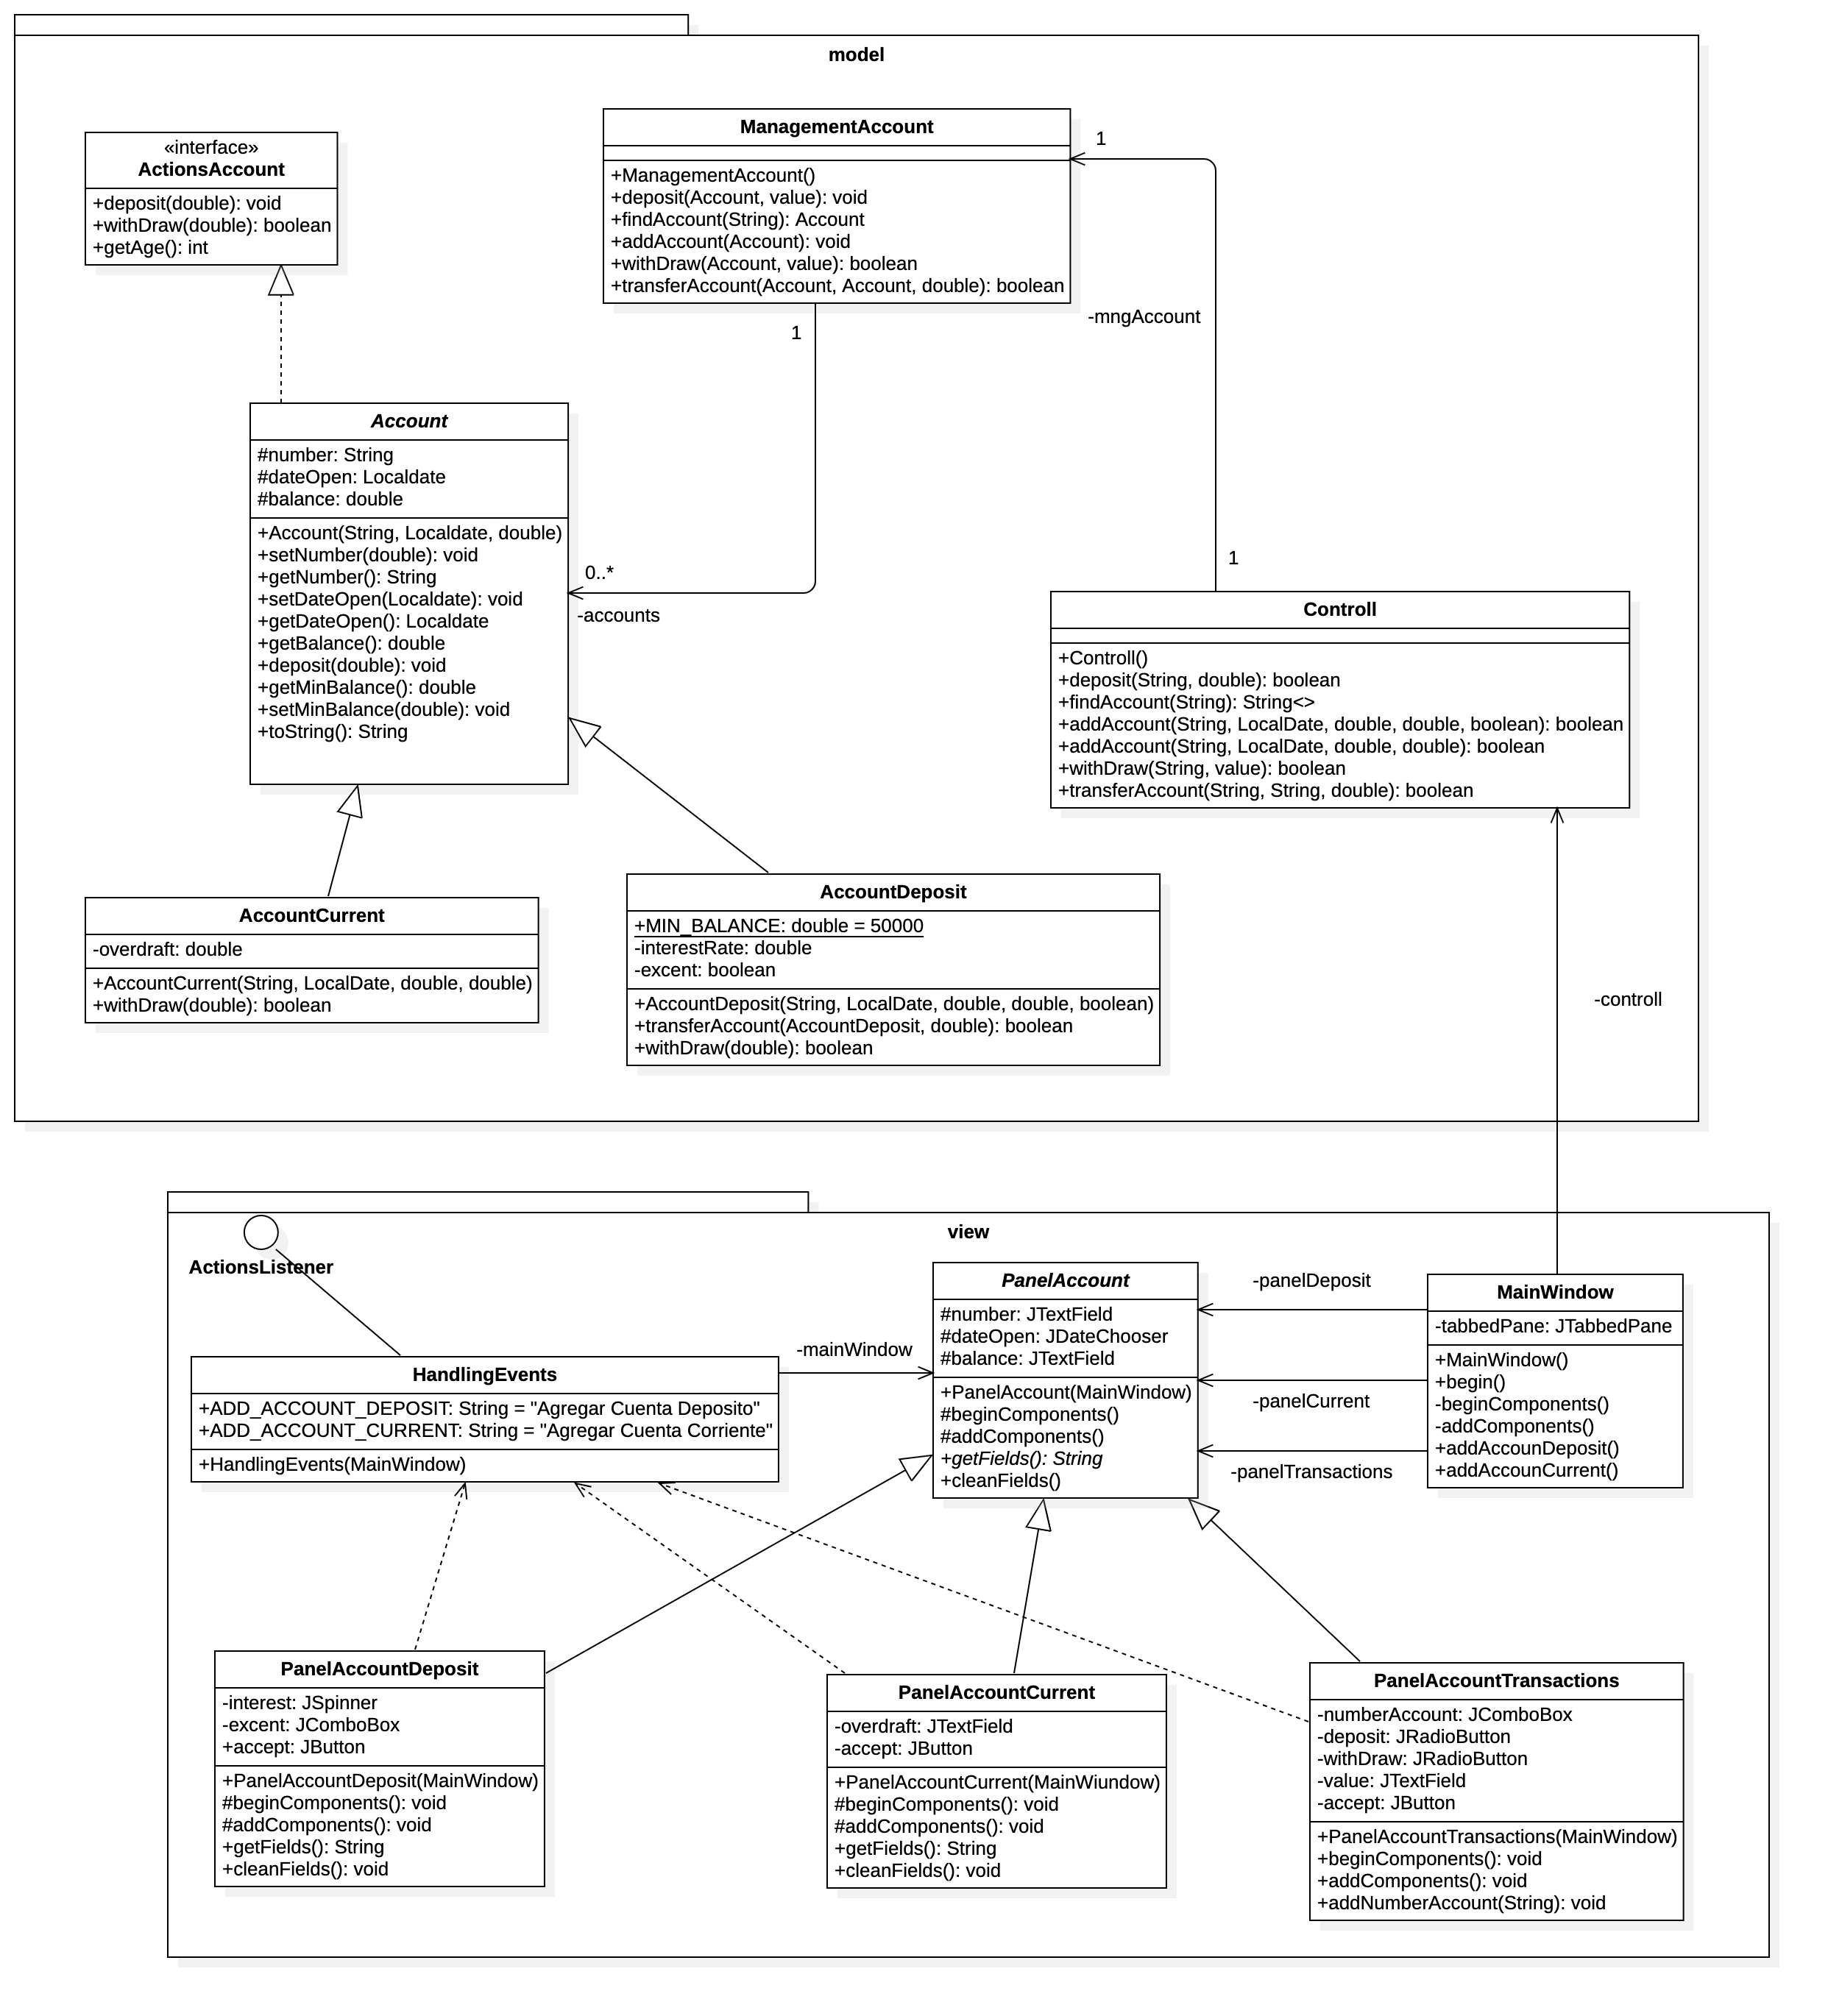 model
«interface»
ActionsAccount
+deposit(double): void
+withDraw(double): boolean
+getAge(): int
ManagementAccount
+ManagementAccount()
+deposit(Account, value): void
+findAccount(String): Account
+addAccount(Account): void
+withDraw(Account, value): boolean
+transferAccount(Account, Account, double): boolean
1
-mngAccount
1
1
0..*
-accounts
Account
#number: String
#dateOpen: Localdate
#balance: double
+Account(String, Localdate, double)
+setNumber(double): void
+getNumber(): String
+setDateOpen(Localdate): void
+getDateOpen(): Localdate
+getBalance(): double
+deposit(double): void
+getMinBalance(): double
+setMinBalance(double): void
+toString(): String
Controll
+Controll()
+deposit(String, double): boolean
+findAccount(String): String<>
+addAccount(String, LocalDate, double, double, boolean): boolean
+addAccount(String, LocalDate, double, double): boolean
+withDraw(String, value): boolean
+transferAccount(String, String, double): boolean
AccountCurrent
-overdraft: double
+AccountCurrent(String, LocalDate, double, double)
+withDraw(double): boolean
AccountDeposit
+MIN_BALANCE: double = 50000
-interestRate: double
-excent: boolean
+AccountDeposit(String, LocalDate, double, double, boolean)
+transferAccount(AccountDeposit, double): boolean
+withDraw(double): boolean
-controll
view
ActionsListener
HandlingEvents
+ADD_ACCOUNT_DEPOSIT: String = "Agregar Cuenta Deposito"
+ADD_ACCOUNT_CURRENT: String = "Agregar Cuenta Corriente"
+HandlingEvents(MainWindow)
-mainWindow
PanelAccount
#number: JTextField
#dateOpen: JDateChooser
#balance: JTextField
+PanelAccount(MainWindow)
#beginComponents()
#addComponents()
+getFields(): String
+cleanFields()
-panelDeposit
-panelCurrent
-panelTransactions
MainWindow
-tabbedPane: JTabbedPane
+MainWindow()
+begin()
-beginComponents()
-addComponents()
+addAccounDeposit()
+addAccounCurrent()
PanelAccountDeposit
-interest: JSpinner
-excent: JComboBox
+accept: JButton
+PanelAccountDeposit(MainWindow)
#beginComponents(): void
#addComponents(): void
+getFields(): String
+cleanFields(): void
PanelAccountCurrent
-overdraft: JTextField
-accept: JButton
+PanelAccountCurrent(MainWiundow)
#beginComponents(): void
#addComponents(): void
+getFields(): String
+cleanFields(): void
PanelAccountTransactions
-numberAccount: JComboBox
-deposit: JRadioButton
-withDraw: JRadioButton
-value: JTextField
-accept: JButton
+PanelAccountTransactions(MainWindow)
+beginComponents(): void
+addComponents(): void
+addNumberAccount(String): void